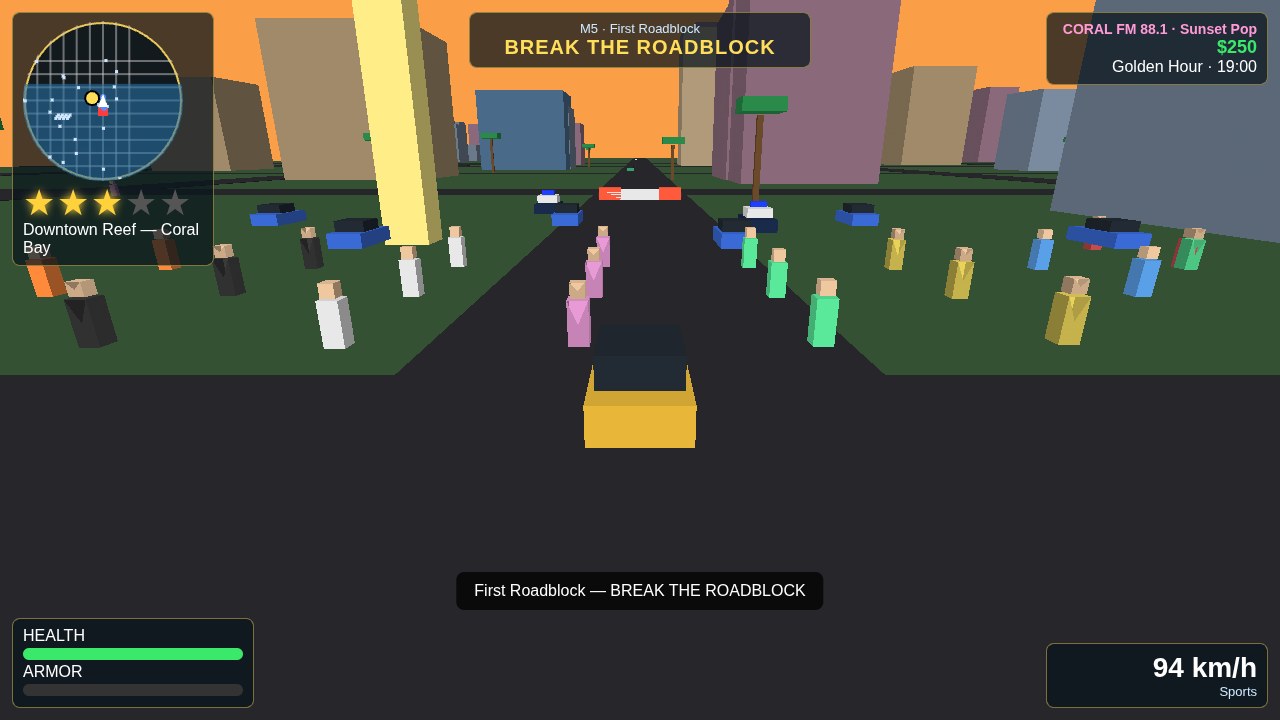 M5 · First Roadblock
BREAK THE ROADBLOCK
CORAL FM 88.1 · Sunset Pop
$250
Golden Hour · 19:00
Downtown Reef — Coral
Bay
First Roadblock — BREAK THE ROADBLOCK
HEALTH
ARMOR
94 km/h
Sports